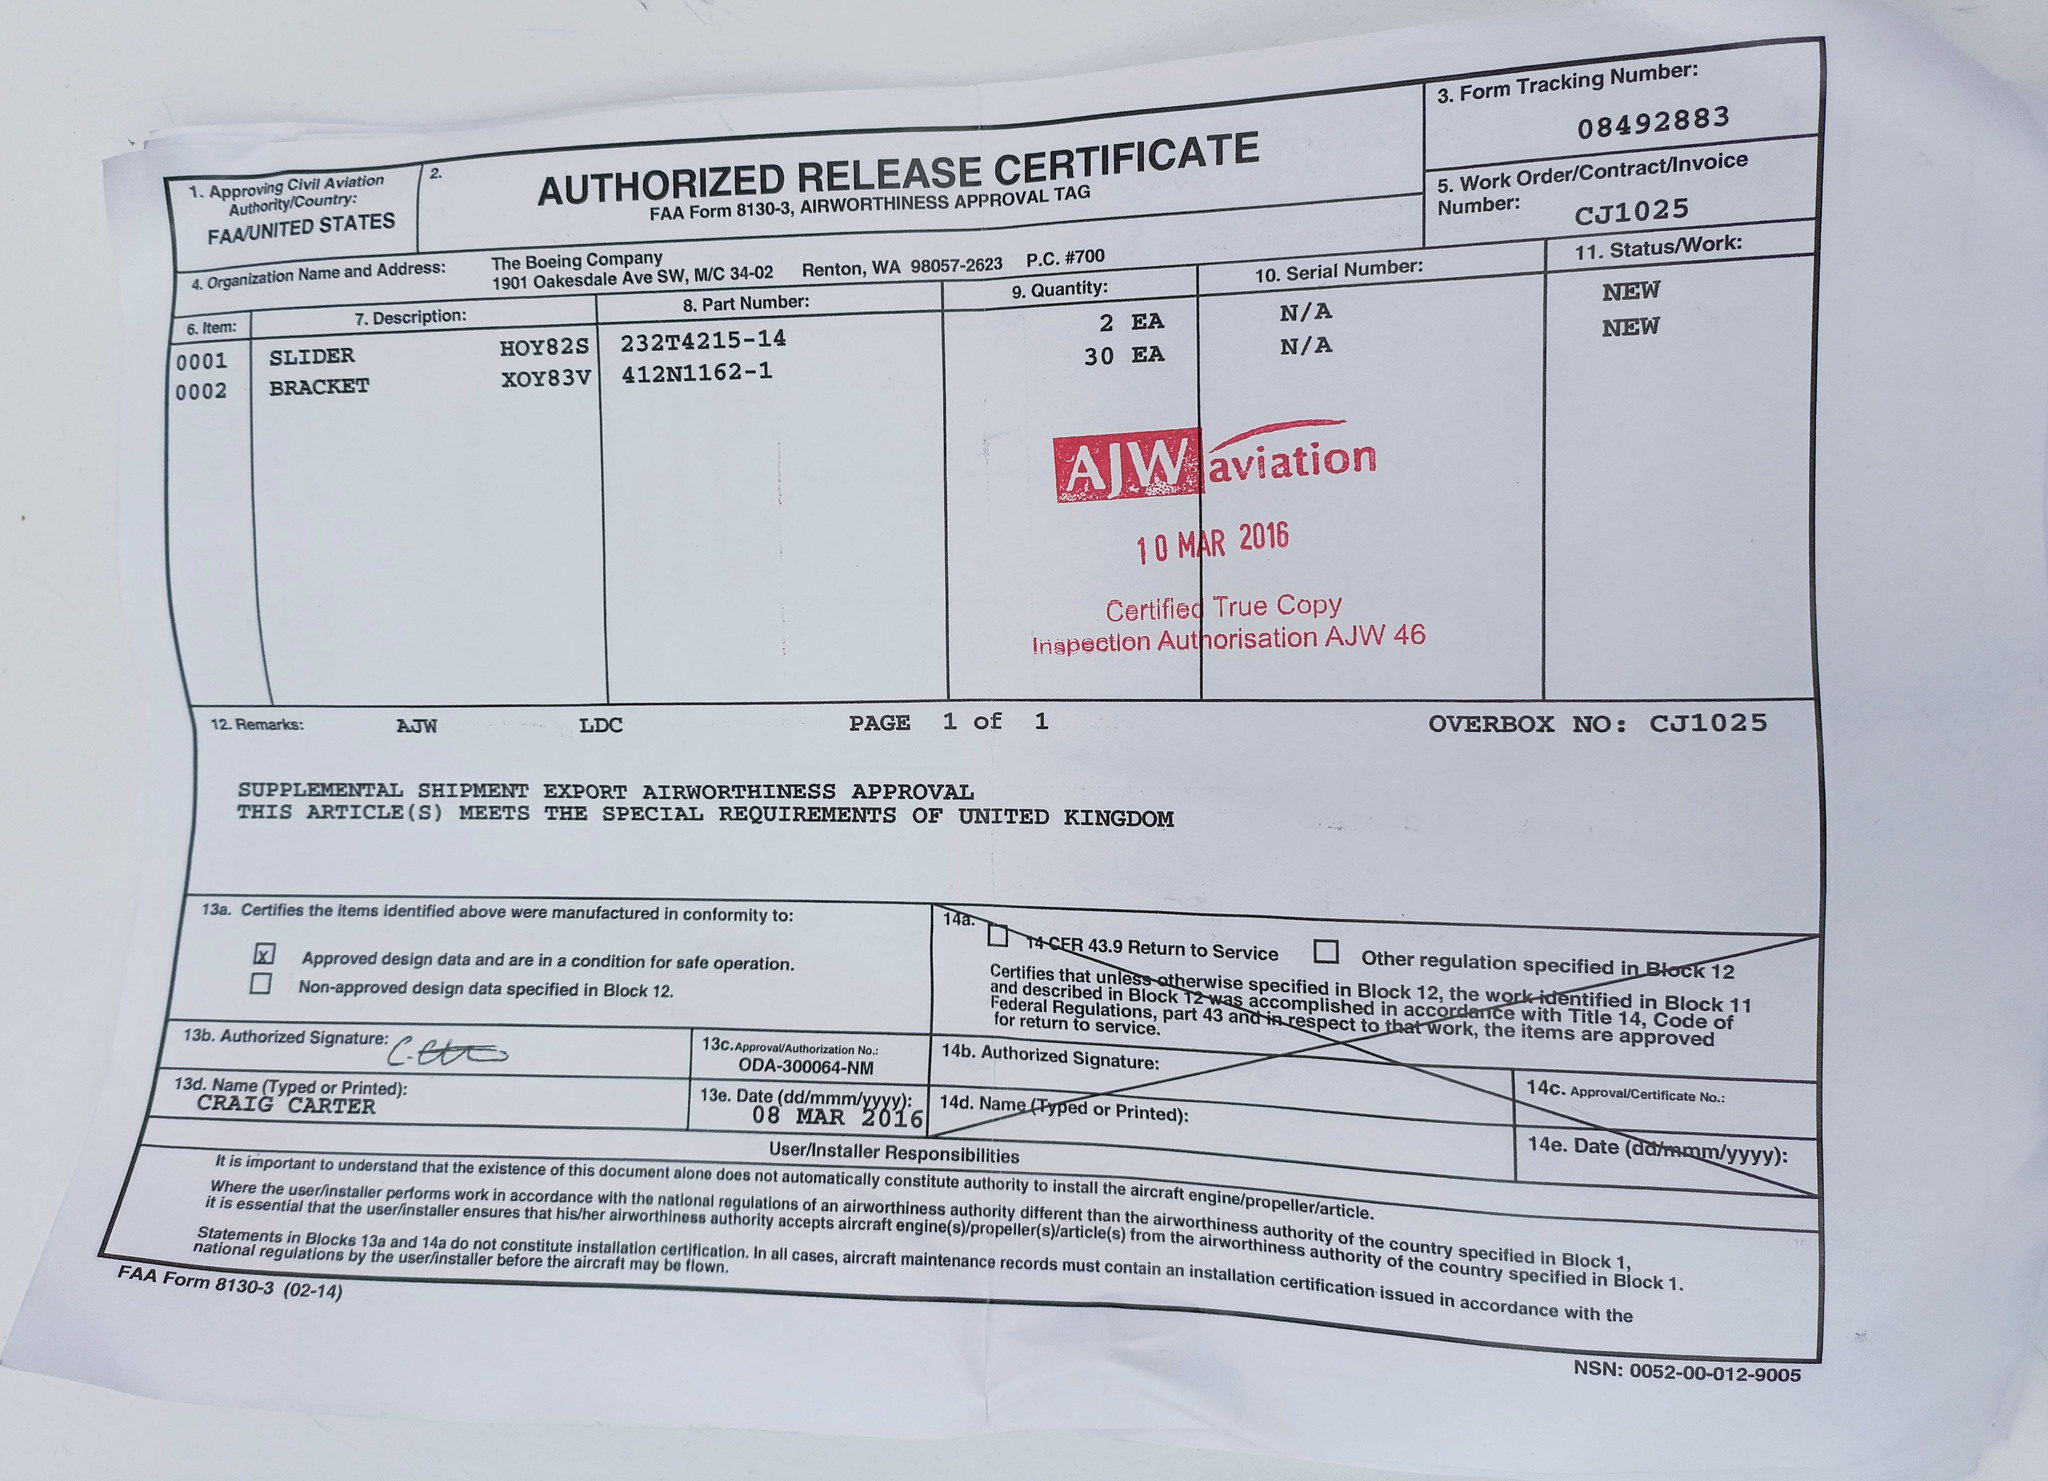 1. Approving Civil Aviation
Authority/Country:
FAA/UNITED STATES
2.
AUTHORIZED RELEASE CERTIFICATE
FAA Form 8130-3, AIRWORTHINESS APPROVAL TAG
3. Form Tracking Number:
08492883
4. Organization Name and Address:
The Boeing Company
1901 Oakesdale Ave SW, M/C 34-02 Renton, WA 98057-2623 P.C. #700
5. Work Order/Contract/Invoice
Number: CJ1025
6. Item: 7. Description: 8. Part Number: 9. Quantity: 10. Serial Number: 11. Status/Work:
0001 SLIDER HOY82S 232T4215-14 2 EA N/A NEW
0002 BRACKET XOY83V 412N1162-1 30 EA N/A NEW
AJW aviation
10 MAR 2016
Certified True Copy
Inspection Authorisation AJW 46
12. Remarks: AJW LDC PAGE 1 of 1 OVERBOX NO: CJ1025
SUPPLEMENTAL SHIPMENT EXPORT AIRWORTHINESS APPROVAL
THIS ARTICLE(S) MEETS THE SPECIAL REQUIREMENTS OF UNITED KINGDOM
13a. Certifies the items identified above were manufactured in conformity to:
x Approved design data and are in a condition for safe operation.
Non-approved design data specified in Block 12.
14a. 14 CFR 43.9 Return to Service Other regulation specified in Block 12
Certifies that unless otherwise specified in Block 12, the work identified in Block 11
and described in Block 12 was accomplished in accordance with Title 14, Code of
Federal Regulations, part 43 and in respect to that work, the items are approved
for return to service.
13b. Authorized Signature:
13c. Approval/Authorization No.:
ODA-300064-NM
14b. Authorized Signature:
14c. Approval/Certificate No.:
13d. Name (Typed or Printed):
CRAIG CARTER
13e. Date (dd/mmm/yyyy):
08 MAR 2016
14d. Name (Typed or Printed):
14e. Date (dd/mmm/yyyy):
User/Installer Responsibilities
It is important to understand that the existence of this document alone does not automatically constitute authority to install the aircraft engine/propeller/article.
Where the user/installer performs work in accordance with the national regulations of an airworthiness authority different than the airworthiness authority of the country specified in Block 1,
it is essential that the user/installer ensures that his/her airworthiness authority accepts aircraft engine(s)/propeller(s)/article(s) from the airworthiness authority of the country specified in Block 1.
Statements in Blocks 13a and 14a do not constitute installation certification. In all cases, aircraft maintenance records must contain an installation certification issued in accordance with the
national regulations by the user/installer before the aircraft may be flown.
FAA Form 8130-3 (02-14)
NSN: 0052-00-012-9005